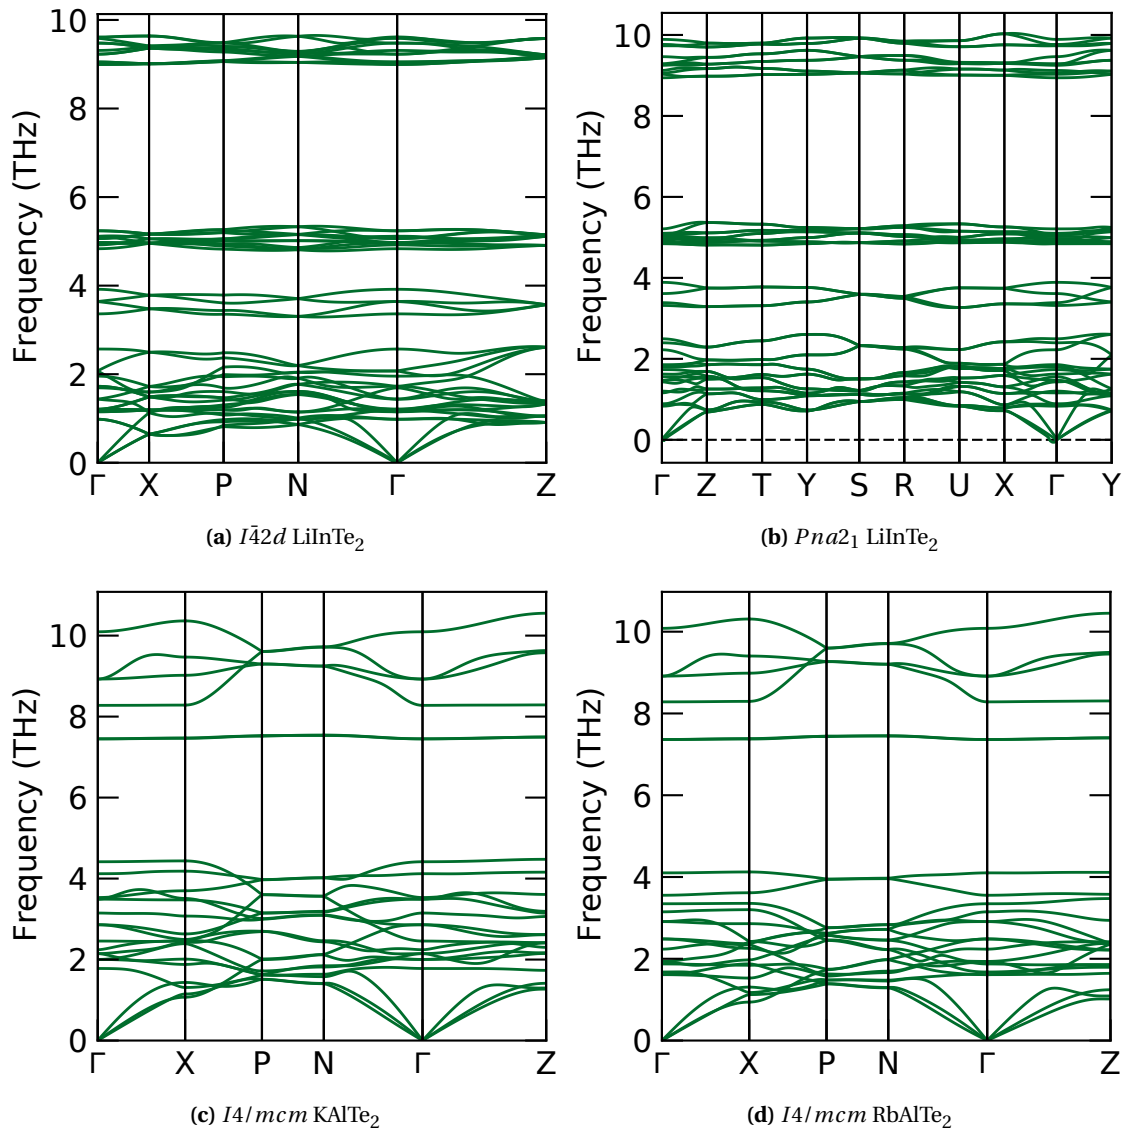 10
8
6
4
2
0
Frequency (THz)
Γ X P N Γ Z
(a) I4̄2d LiInTe₂
10
8
6
4
2
0
Frequency (THz)
Γ Z T Y S R U X Γ Y
(b) Pna2₁ LiInTe₂
10
8
6
4
2
0
Frequency (THz)
Γ X P N Γ Z
(c) I4/mcm KAlTe₂
10
8
6
4
2
0
Frequency (THz)
Γ X P N Γ Z
(d) I4/mcm RbAlTe₂